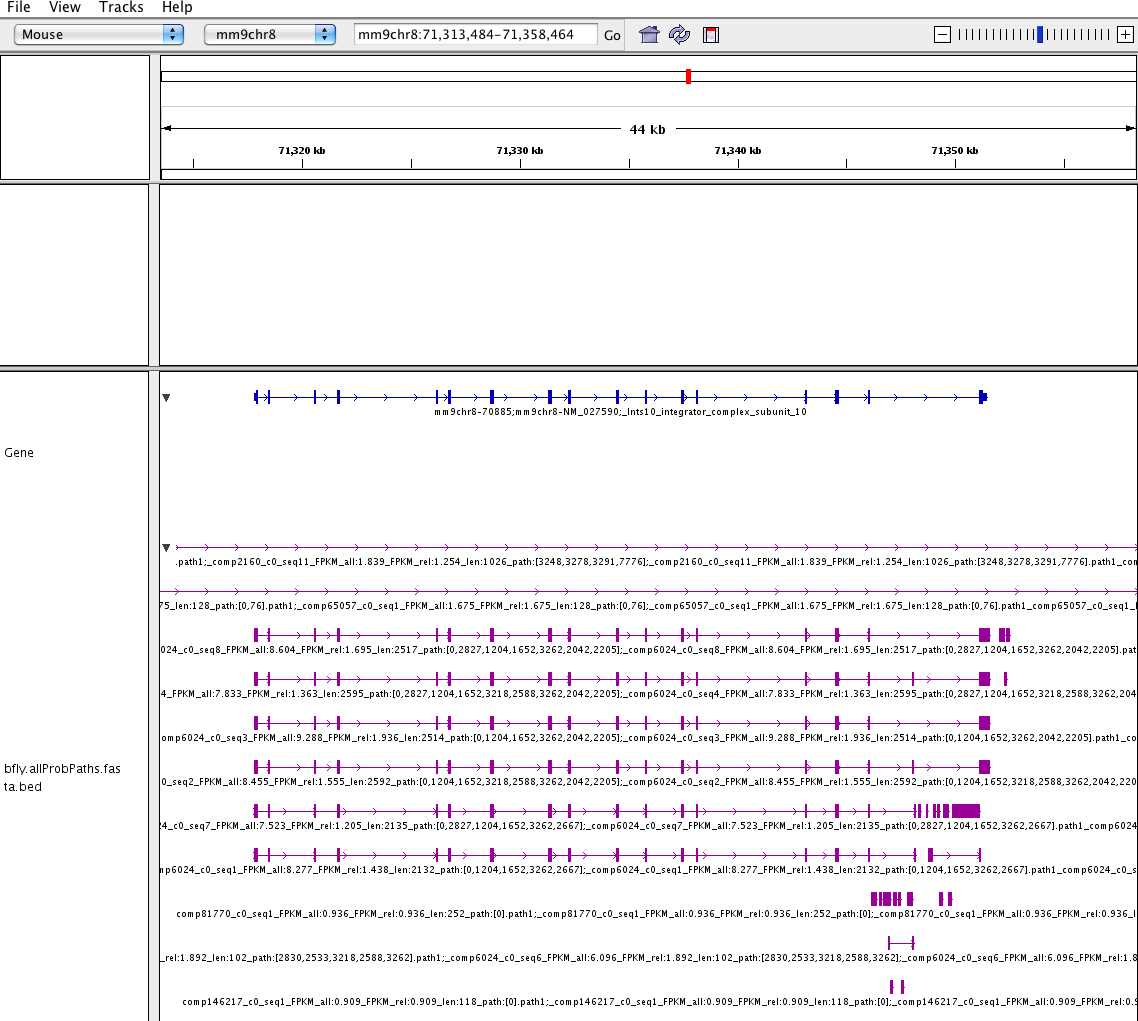 File View Tracks Help
Mouse mm9chr8 mm9chr8:71,313,484-71,358,464 Go
44 kb
71,320 kb 71,330 kb 71,340 kb 71,350 kb
mm9chr8-70885;mm9chr8-NM_027590;_Ints10_integrator_complex_subunit_10
Gene
.path1;_comp2160_c0_seq11_FPKM_all:1.839_FPKM_rel:1.254_len:1026_path:[3248,3278,3291,7776];_comp2160_c0_seq11_FPKM_all:1.839_FPKM_rel:1.254_len:1026_path:[3248,3278,3291,7776].path1_com
75_len:128_path:[0,76].path1;_comp65057_c0_seq1_FPKM_all:1.675_FPKM_rel:1.675_len:128_path:[0,76];_comp65057_c0_seq1_FPKM_all:1.675_FPKM_rel:1.675_len:128_path:[0,76].path1_comp65057_c0_seq1_
024_c0_seq8_FPKM_all:8.604_FPKM_rel:1.695_len:2517_path:[0,2827,1204,1652,3262,2042,2205];_comp6024_c0_seq8_FPKM_all:8.604_FPKM_rel:1.695_len:2517_path:[0,2827,1204,1652,3262,2042,2205].pat
4_FPKM_all:7.833_FPKM_rel:1.363_len:2595_path:[0,2827,1204,1652,3218,2588,3262,2042,2205];_comp6024_c0_seq4_FPKM_all:7.833_FPKM_rel:1.363_len:2595_path:[0,2827,1204,1652,3218,2588,3262,204
omp6024_c0_seq3_FPKM_all:9.288_FPKM_rel:1.936_len:2514_path:[0,1204,1652,3262,2042,2205];_comp6024_c0_seq3_FPKM_all:9.288_FPKM_rel:1.936_len:2514_path:[0,1204,1652,3262,2042,2205].path1_co
bfly.allProbPaths.fas
ta.bed
0_seq2_FPKM_all:8.455_FPKM_rel:1.555_len:2592_path:[0,1204,1652,3218,2588,3262,2042,2205];_comp6024_c0_seq2_FPKM_all:8.455_FPKM_rel:1.555_len:2592_path:[0,1204,1652,3218,2588,3262,2042,220
24_c0_seq7_FPKM_all:7.523_FPKM_rel:1.205_len:2135_path:[0,2827,1204,1652,3262,2667];_comp6024_c0_seq7_FPKM_all:7.523_FPKM_rel:1.205_len:2135_path:[0,2827,1204,1652,3262,2667].path1_comp6024
mp6024_c0_seq1_FPKM_all:8.277_FPKM_rel:1.438_len:2132_path:[0,1204,1652,3262,2667];_comp6024_c0_seq1_FPKM_all:8.277_FPKM_rel:1.438_len:2132_path:[0,1204,1652,3262,2667].path1_comp6024_c0_s
comp81770_c0_seq1_FPKM_all:0.936_FPKM_rel:0.936_len:252_path:[0].path1;_comp81770_c0_seq1_FPKM_all:0.936_FPKM_rel:0.936_len:252_path:[0];_comp81770_c0_seq1_FPKM_all:0.936_FPKM_rel:0.936_l
_rel:1.892_len:102_path:[2830,2533,3218,2588,3262].path1;_comp6024_c0_seq6_FPKM_all:6.096_FPKM_rel:1.892_len:102_path:[2830,2533,3218,2588,3262];_comp6024_c0_seq6_FPKM_all:6.096_FPKM_rel:1.8
comp146217_c0_seq1_FPKM_all:0.909_FPKM_rel:0.909_len:118_path:[0].path1;_comp146217_c0_seq1_FPKM_all:0.909_FPKM_rel:0.909_len:118_path:[0];_comp146217_c0_seq1_FPKM_all:0.909_FPKM_rel:0.9